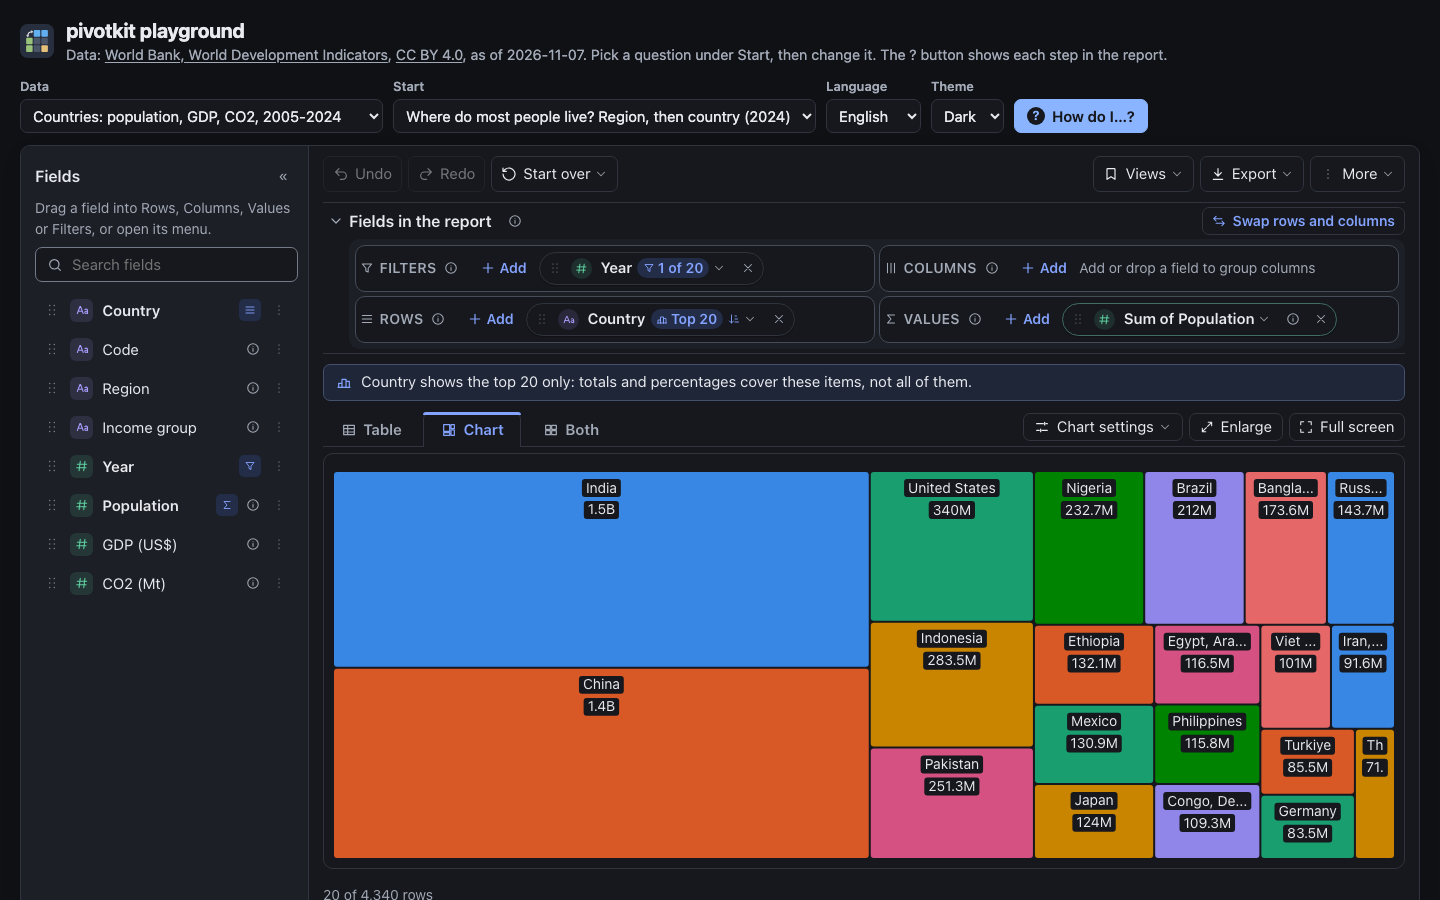 pivotkit playground
Data: World Bank, World Development Indicators, CC BY 4.0, as of 2026-11-07. Pick a question under Start, then change it. The ? button shows each step in the report.
Data
Start
Language
Theme
Countries: population, GDP, CO2, 2005-2024
Where do most people live? Region, then country (2024)
English
Dark
? How do I...?
Fields
«
Drag a field into Rows, Columns, Values
or Filters, or open its menu.
Search fields
Aa Country
Aa Code
Aa Region
Aa Income group
# Year
# Population Σ
# GDP (US$)
# CO2 (Mt)
Undo
Redo
Start over
Views
Export
More
Fields in the report
Swap rows and columns
FILTERS
+ Add
# Year 1 of 20
COLUMNS
+ Add
Add or drop a field to group columns
ROWS
+ Add
Aa Country Top 20
Σ VALUES
+ Add
# Sum of Population
Country shows the top 20 only: totals and percentages cover these items, not all of them.
Table
Chart
Both
Chart settings
Enlarge
Full screen
India
1.5B
China
1.4B
United States
340M
Indonesia
283.5M
Pakistan
251.3M
Nigeria
232.7M
Brazil
212M
Bangla...
173.6M
Russ...
143.7M
Ethiopia
132.1M
Mexico
130.9M
Japan
124M
Egypt, Ara...
116.5M
Philippines
115.8M
Congo, De...
109.3M
Viet ...
101M
Iran,...
91.6M
Turkiye
85.5M
Germany
83.5M
Th
71.
20 of 4,340 rows